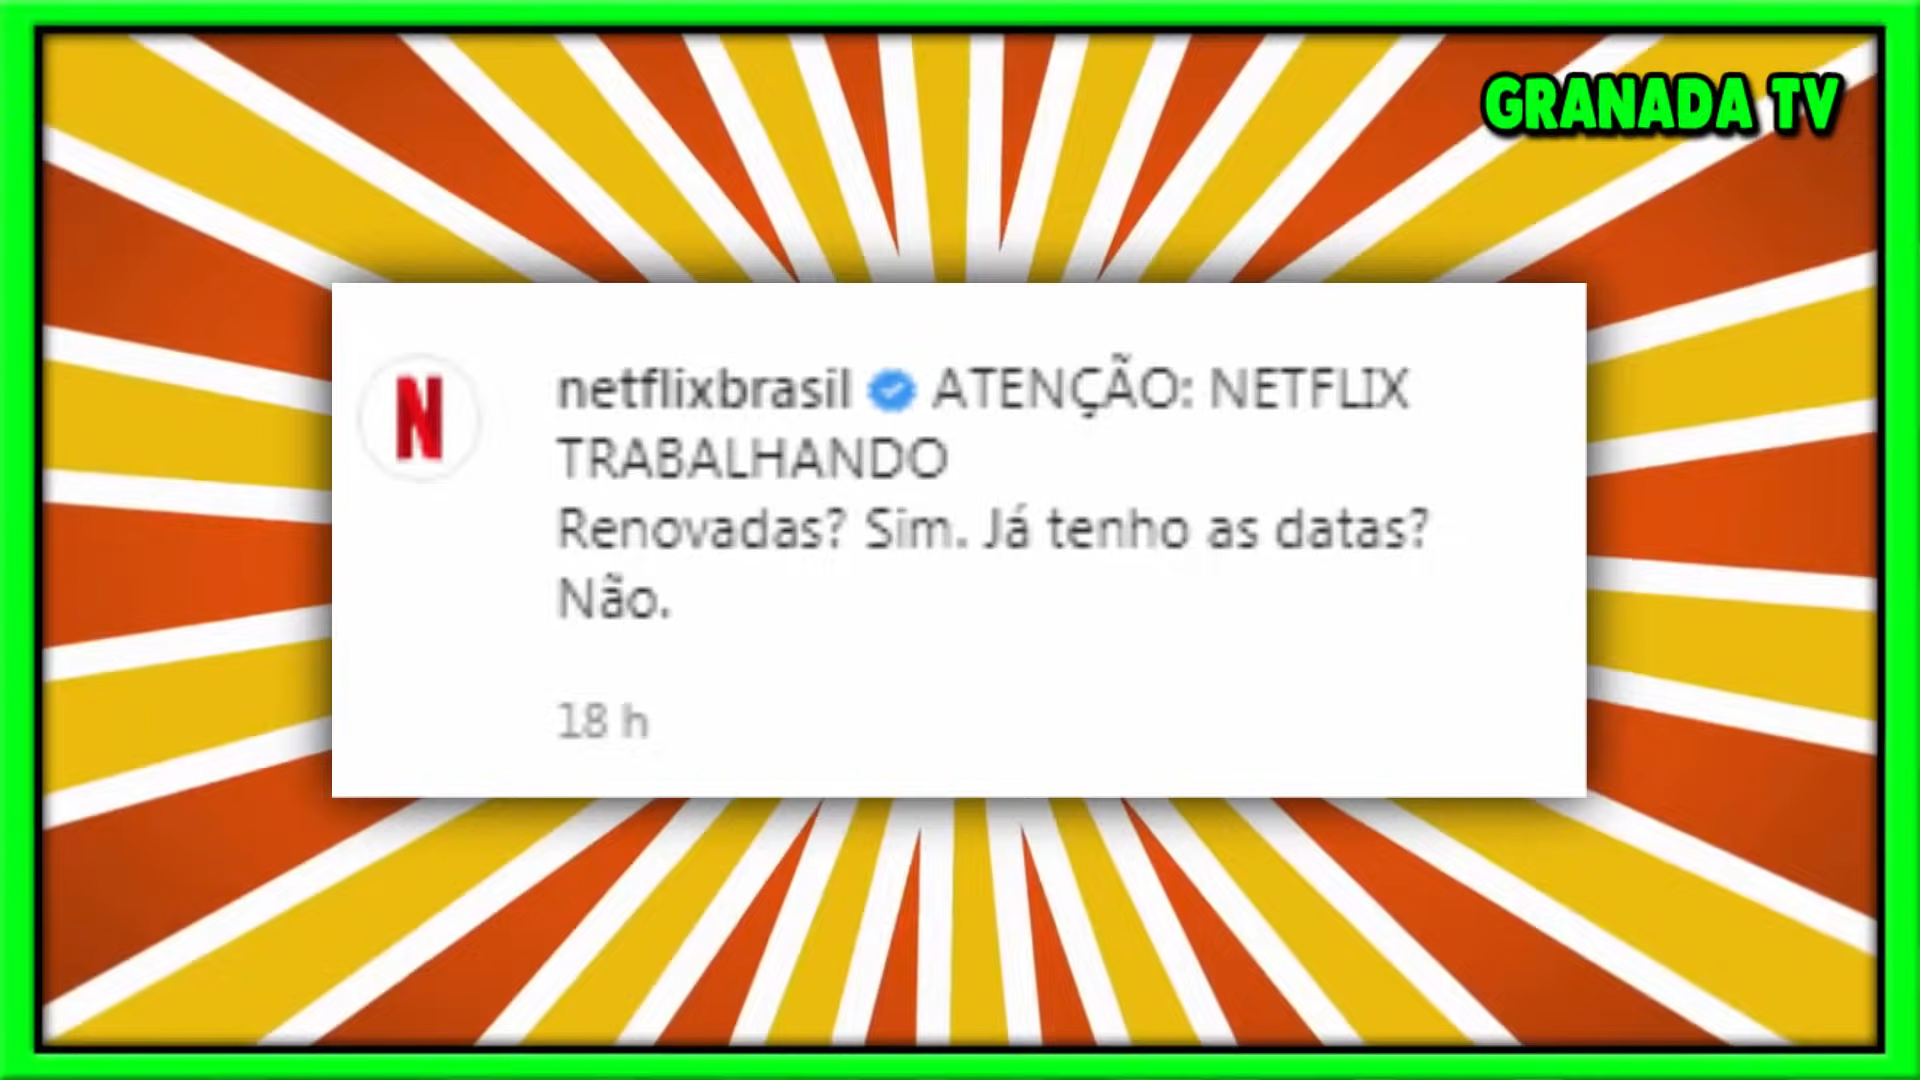 GRANADA TV
netflixbrasil ATENÇÃO: NETFLIX
TRABALHANDO
Renovadas? Sim. Já tenho as datas?
Não.
18 h